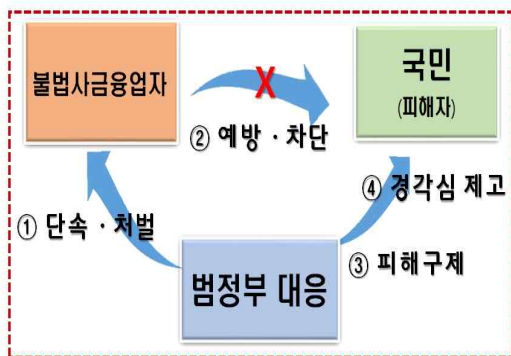 불법사금융업자
X
국민
(피해자)
② 예방 · 차단
④ 경각심 제고
① 단속 · 처벌
③ 피해구제
범정부 대응